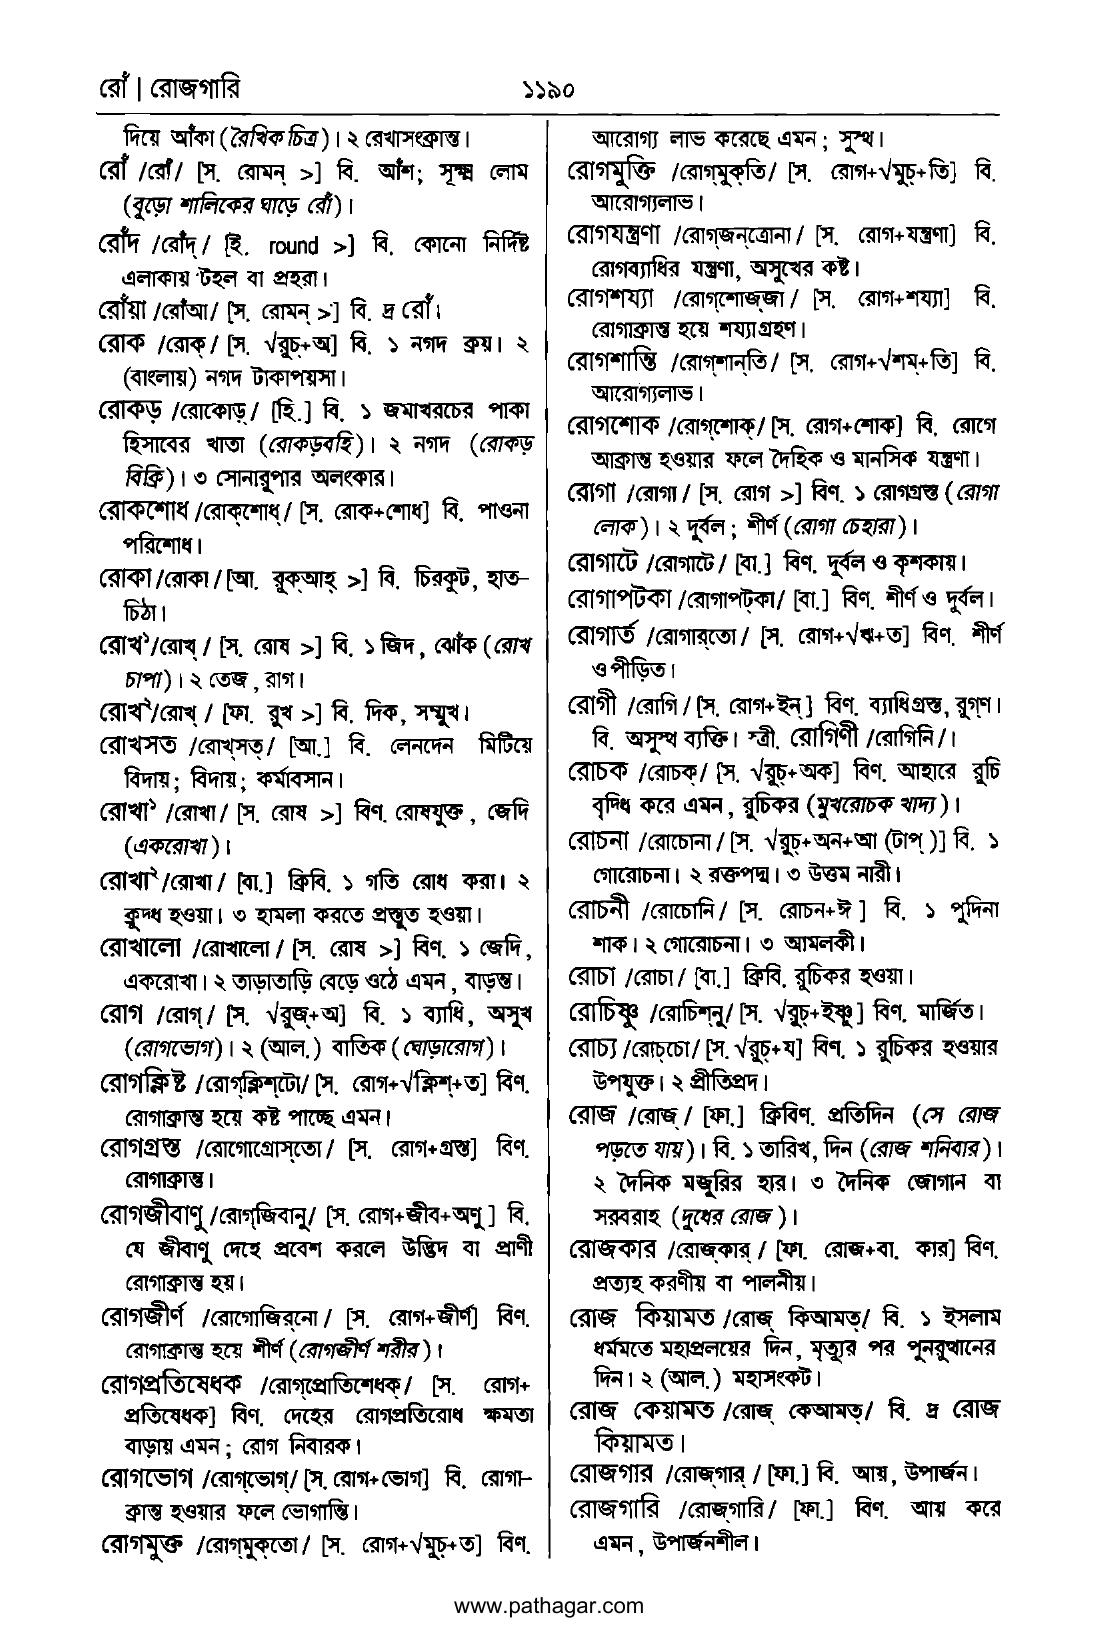 রোঁ | রোজগারি ১১৯০
দিয়ে আঁকা (রৈখিক চিত্র)। ২ রেখাসংক্রান্ত।
রোঁ /রোঁ/ [স. রোমন্ >] বি. আঁশ; সূক্ষ্ম লোম
(বুড়ো শালিকের ঘাড়ে রোঁ)।
রোঁদ /রোঁদ্/ [ই. round >] বি. কোনো নির্দিষ্ট
এলাকায় টহল বা প্রহরা।
রোঁয়া /রোঁআ/ [স. রোমন্ >] বি. দ্র রোঁ।
রোক /রোক্/ [স. √রুচ্+অ] বি. ১ নগদ ক্রয়। ২
(বাংলায়) নগদ টাকাপয়সা।
রোকড় /রোকোড়্/ [হি.] বি. ১ জমাখরচের পাকা
হিসাবের খাতা (রোকড়বহি)। ২ নগদ (রোকড়
বিক্রি)। ৩ সোনারুপার অলংকার।
রোকশোধ /রোক্‌শোধ্/ [স. রোক+শোধ] বি. পাওনা
পরিশোধ।
রোকা /রোকা/ [আ. রুক্আহ্ >] বি. চিরকুট, হাত-
চিঠা।
রোখ১ /রোখ্/ [স. রোষ >] বি. ১ জিদ, ঝোঁক (রোখ
চাপা)। ২ তেজ, রাগ।
রোখ২ /রোখ্/ [ফা. রুখ >] বি. দিক, সম্মুখ।
রোখসত /রোখ্‌সত্/ [আ.] বি. লেনদেন মিটিয়ে
বিদায়; বিদায়; কর্মাবসান।
রোখা১ /রোখা/ [স. রোষ >] বিণ. রোষযুক্ত, জেদি
(একরোখা)।
রোখা২ /রোখা/ [বা.] ক্রিবি. ১ গতি রোধ করা। ২
ক্রুদ্ধ হওয়া। ৩ হামলা করতে প্রস্তুত হওয়া।
রোখালো /রোখালো/ [স. রোষ >] বিণ. ১ জেদি,
একরোখা। ২ তাড়াতাড়ি বেড়ে ওঠে এমন, বাড়ন্ত।
রোগ /রোগ্/ [স. √রুজ্+অ] বি. ১ ব্যাধি, অসুখ
(রোগভোগ)। ২ (আল.) বাতিক (ঘোড়ারোগ)।
রোগক্লিষ্ট /রোগ্‌ক্লিশ্‌টো/ [স. রোগ+√ক্লিশ্+ত] বিণ.
রোগাক্রান্ত হয়ে কষ্ট পাচ্ছে এমন।
রোগগ্রস্ত /রোগোগ্রোস্‌তো/ [স. রোগ+গ্রস্ত] বিণ.
রোগাক্রান্ত।
রোগজীবাণু /রোগ্‌জিবানু/ [স. রোগ+জীব+অণু] বি.
যে জীবাণু দেহে প্রবেশ করলে উদ্ভিদ বা প্রাণী
রোগাক্রান্ত হয়।
রোগজীর্ণ /রোগোজির্‌নো/ [স. রোগ+জীর্ণ] বিণ.
রোগাক্রান্ত হয়ে শীর্ণ (রোগজীর্ণ শরীর)।
রোগপ্রতিষেধক /রোগ্‌প্রোতিশেধক্/ [স. রোগ+
প্রতিষেধক] বিণ. দেহের রোগপ্রতিরোধ ক্ষমতা
বাড়ায় এমন; রোগ নিবারক।
রোগভোগ /রোগ্‌ভোগ্/ [স. রোগ+ভোগ] বি. রোগা-
ক্রান্ত হওয়ার ফলে ভোগান্তি।
রোগমুক্ত /রোগ্‌মুক্‌তো/ [স. রোগ+√মুচ্+ত] বিণ.
আরোগ্য লাভ করেছে এমন; সুস্থ।
রোগমুক্তি /রোগ্‌মুক্‌তি/ [স. রোগ+√মুচ্+তি] বি.
আরোগ্যলাভ।
রোগযন্ত্রণা /রোগ্‌জন্‌ত্রোনা/ [স. রোগ+যন্ত্রণা] বি.
রোগব্যাধির যন্ত্রণা, অসুখের কষ্ট।
রোগশয্যা /রোগ্‌শোজ্‌জা/ [স. রোগ+শয্যা] বি.
রোগাক্রান্ত হয়ে শয্যাগ্রহণ।
রোগশান্তি /রোগ্‌শান্‌তি/ [স. রোগ+√শম্+তি] বি.
আরোগ্যলাভ।
রোগশোক /রোগ্‌শোক্/ [স. রোগ+শোক] বি. রোগে
আক্রান্ত হওয়ার ফলে দৈহিক ও মানসিক যন্ত্রণা।
রোগা /রোগা/ [স. রোগ >] বিণ. ১ রোগগ্রস্ত (রোগা
লোক)। ২ দুর্বল; শীর্ণ (রোগা চেহারা)।
রোগাটে /রোগাটে/ [বা.] বিণ. দুর্বল ও কৃশকায়।
রোগাপটকা /রোগাপট্‌কা/ [বা.] বিণ. শীর্ণ ও দুর্বল।
রোগার্ত /রোগার্‌তো/ [স. রোগ+√ঋ+ত] বিণ. শীর্ণ
ও পীড়িত।
রোগী /রোগি/ [স. রোগ+ইন্] বিণ. ব্যাধিগ্রস্ত, রুগ্‌ণ।
বি. অসুস্থ ব্যক্তি। স্ত্রী. রোগিণী /রোগিনি/।
রোচক /রোচক্/ [স. √রুচ্+অক] বিণ. আহারে রুচি
বৃদ্ধি করে এমন, রুচিকর (মুখরোচক খাদ্য)।
রোচনা /রোচোনা/ [স. √রুচ্+অন+আ (টাপ্)] বি. ১
গোরোচনা। ২ রক্তপদ্ম। ৩ উত্তম নারী।
রোচনী /রোচোনি/ [স. রোচন+ঈ] বি. ১ পুদিনা
শাক। ২ গোরোচনা। ৩ আমলকী।
রোচা /রোচা/ [বা.] ক্রিবি. রুচিকর হওয়া।
রোচিষ্ণু /রোচিশ্‌নু/ [স. √রুচ্+ইষ্ণু] বিণ. মার্জিত।
রোচ্য /রোচ্‌চো/ [স. √রুচ্+য] বিণ. ১ রুচিকর হওয়ার
উপযুক্ত। ২ প্রীতিপ্রদ।
রোজ /রোজ্/ [ফা.] ক্রিবিণ. প্রতিদিন (সে রোজ
পড়তে যায়)। বি. ১ তারিখ, দিন (রোজ শনিবার)।
২ দৈনিক মজুরির হার। ৩ দৈনিক জোগান বা
সরবরাহ (দুধের রোজ)।
রোজকার /রোজ্‌কার্/ [ফা. রোজ+বা. কার] বিণ.
প্রত্যহ করণীয় বা পালনীয়।
রোজ কিয়ামত /রোজ্ কিআমত্/ বি. ১ ইসলাম
ধর্মমতে মহাপ্রলয়ের দিন, মৃত্যুর পর পুনরুত্থানের
দিন। ২ (আল.) মহাসংকট।
রোজ কেয়ামত /রোজ্ কেআমত্/ বি. দ্র রোজ
কিয়ামত।
রোজগার /রোজ্‌গার্/ [ফা.] বি. আয়, উপার্জন।
রোজগারি /রোজ্‌গারি/ [ফা.] বিণ. আয় করে
এমন, উপার্জনশীল।
www.pathagar.com